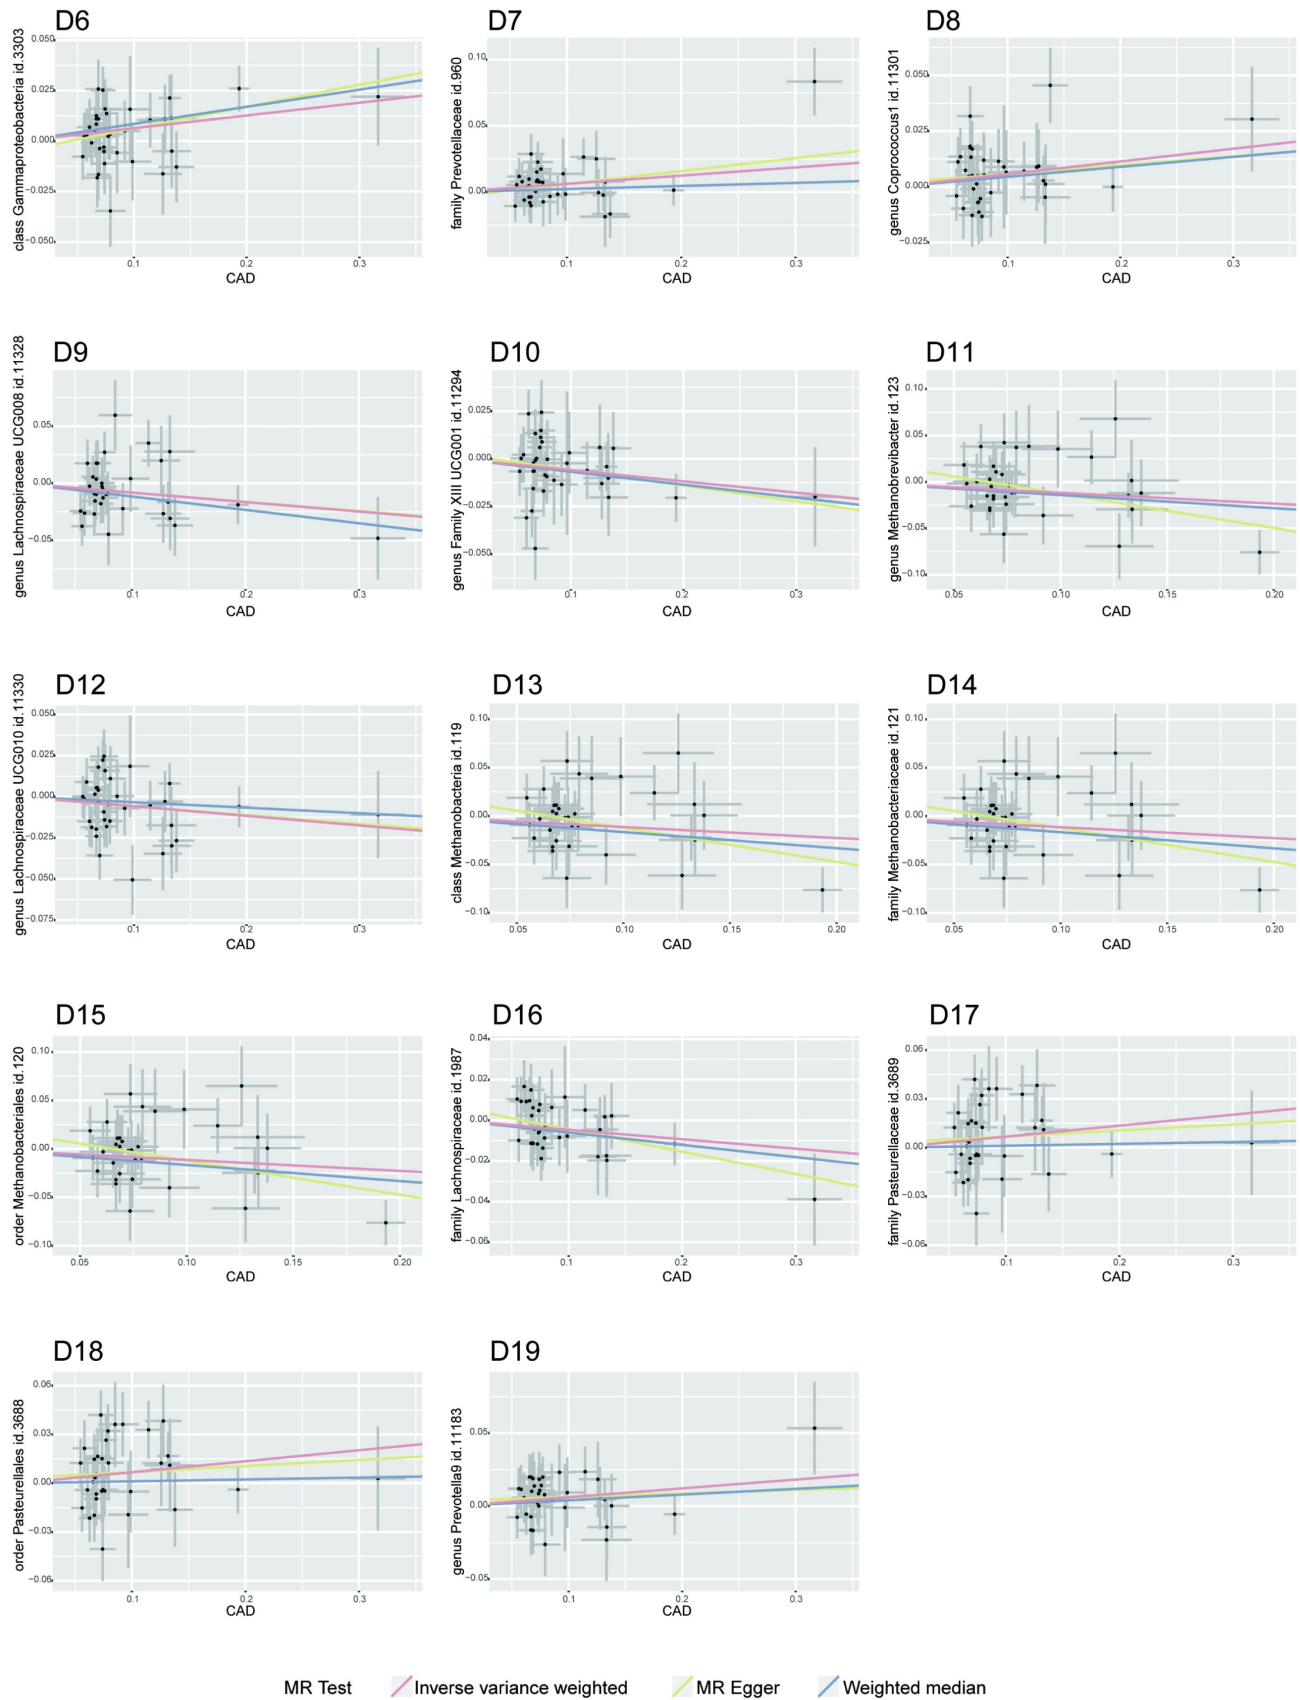 D6
class Gammaproteobacteria id.3303
0.050
0.025
0.000
−0.025
−0.050
0.1
0.2
0.3
CAD
D7
family Prevotellaceae id.960
0.10
0.05
0.00
0.1
0.2
0.3
CAD
D8
genus Coprococcus1 id.11301
0.050
0.025
0.000
−0.025
0.1
0.2
0.3
CAD
D9
genus Lachnospiraceae UCG008 id.11328
0.05
0.00
−0.05
0.1
0.2
0.3
CAD
D10
genus Family XIII UCG001 id.11294
0.025
0.000
−0.025
−0.050
0.1
0.2
0.3
CAD
D11
genus Methanobrevibacter id.123
0.10
0.05
0.00
−0.05
−0.10
0.05
0.10
0.15
0.20
CAD
D12
genus Lachnospiraceae UCG010 id.11330
0.050
0.025
0.000
−0.025
−0.050
−0.075
0.1
0.2
0.3
CAD
D13
class Methanobacteria id.119
0.10
0.05
0.00
−0.05
−0.10
0.05
0.10
0.15
0.20
CAD
D14
family Methanobacteriaceae id.121
0.10
0.05
0.00
−0.05
−0.10
0.05
0.10
0.15
0.20
CAD
D15
order Methanobacteriales id.120
0.10
0.05
0.00
−0.05
−0.10
0.05
0.10
0.15
0.20
CAD
D16
family Lachnospiraceae id.1987
0.04
0.02
0.00
−0.02
−0.04
−0.06
0.1
0.2
0.3
CAD
D17
family Pasteurellaceae id.3689
0.06
0.03
0.00
−0.03
−0.06
0.1
0.2
0.3
CAD
D18
order Pasteurellales id.3688
0.06
0.03
0.00
−0.03
−0.06
0.1
0.2
0.3
CAD
D19
genus Prevotella9 id.11183
0.05
0.00
−0.05
0.1
0.2
0.3
CAD
MR Test Inverse variance weighted MR Egger Weighted median